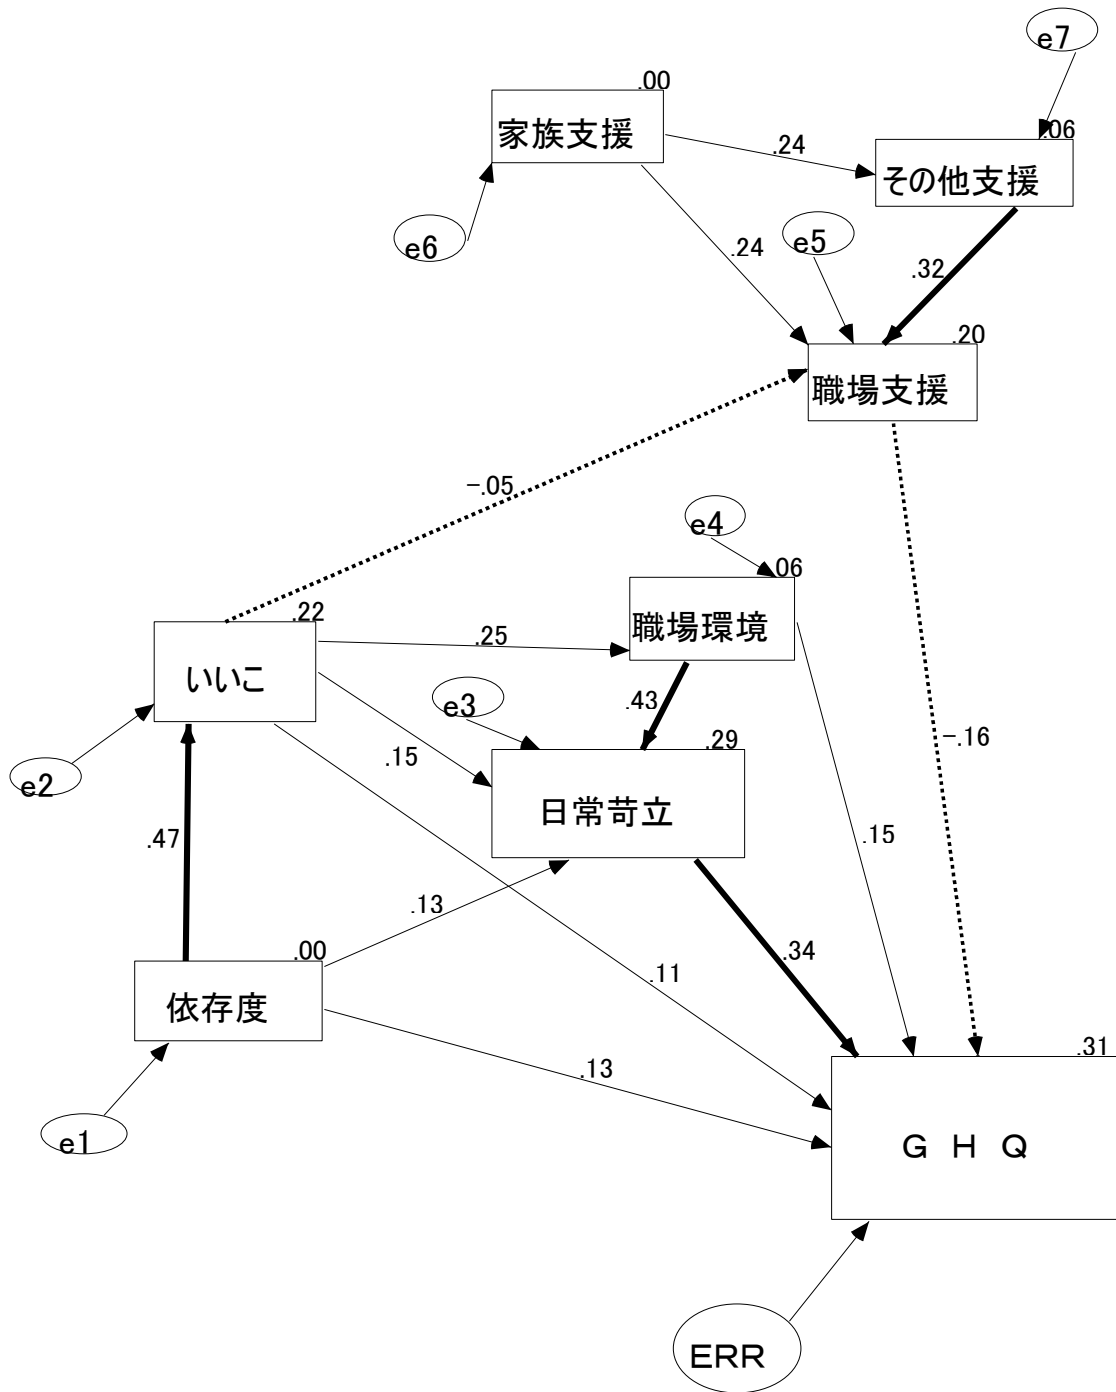 e7
.00
家族支援
.06
.24
その他支援
e6
e5
.24
.32
.20
職場支援
-.05
e4
.06
.22
職場環境
.25
いいこ
e3
.43
.29
-.16
e2
.15
日常苛立
.47
.15
.13
.00
.34
.11
依存度
.31
.13
e1
ＧＨＱ
ERR